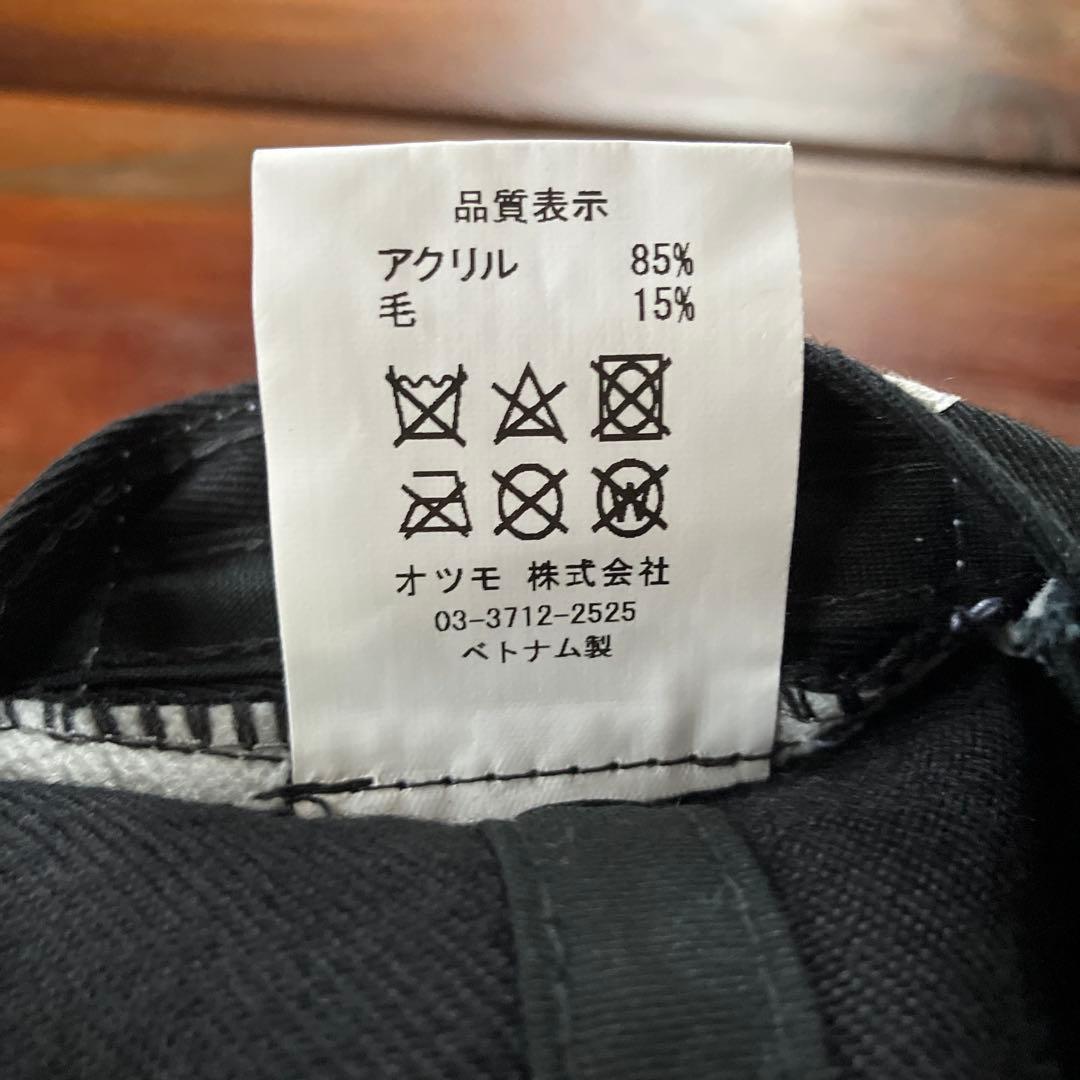 品質表示
アクリル 85%
毛 15%
W
オツモ 株式会社
03-3712-2525
ベトナム製